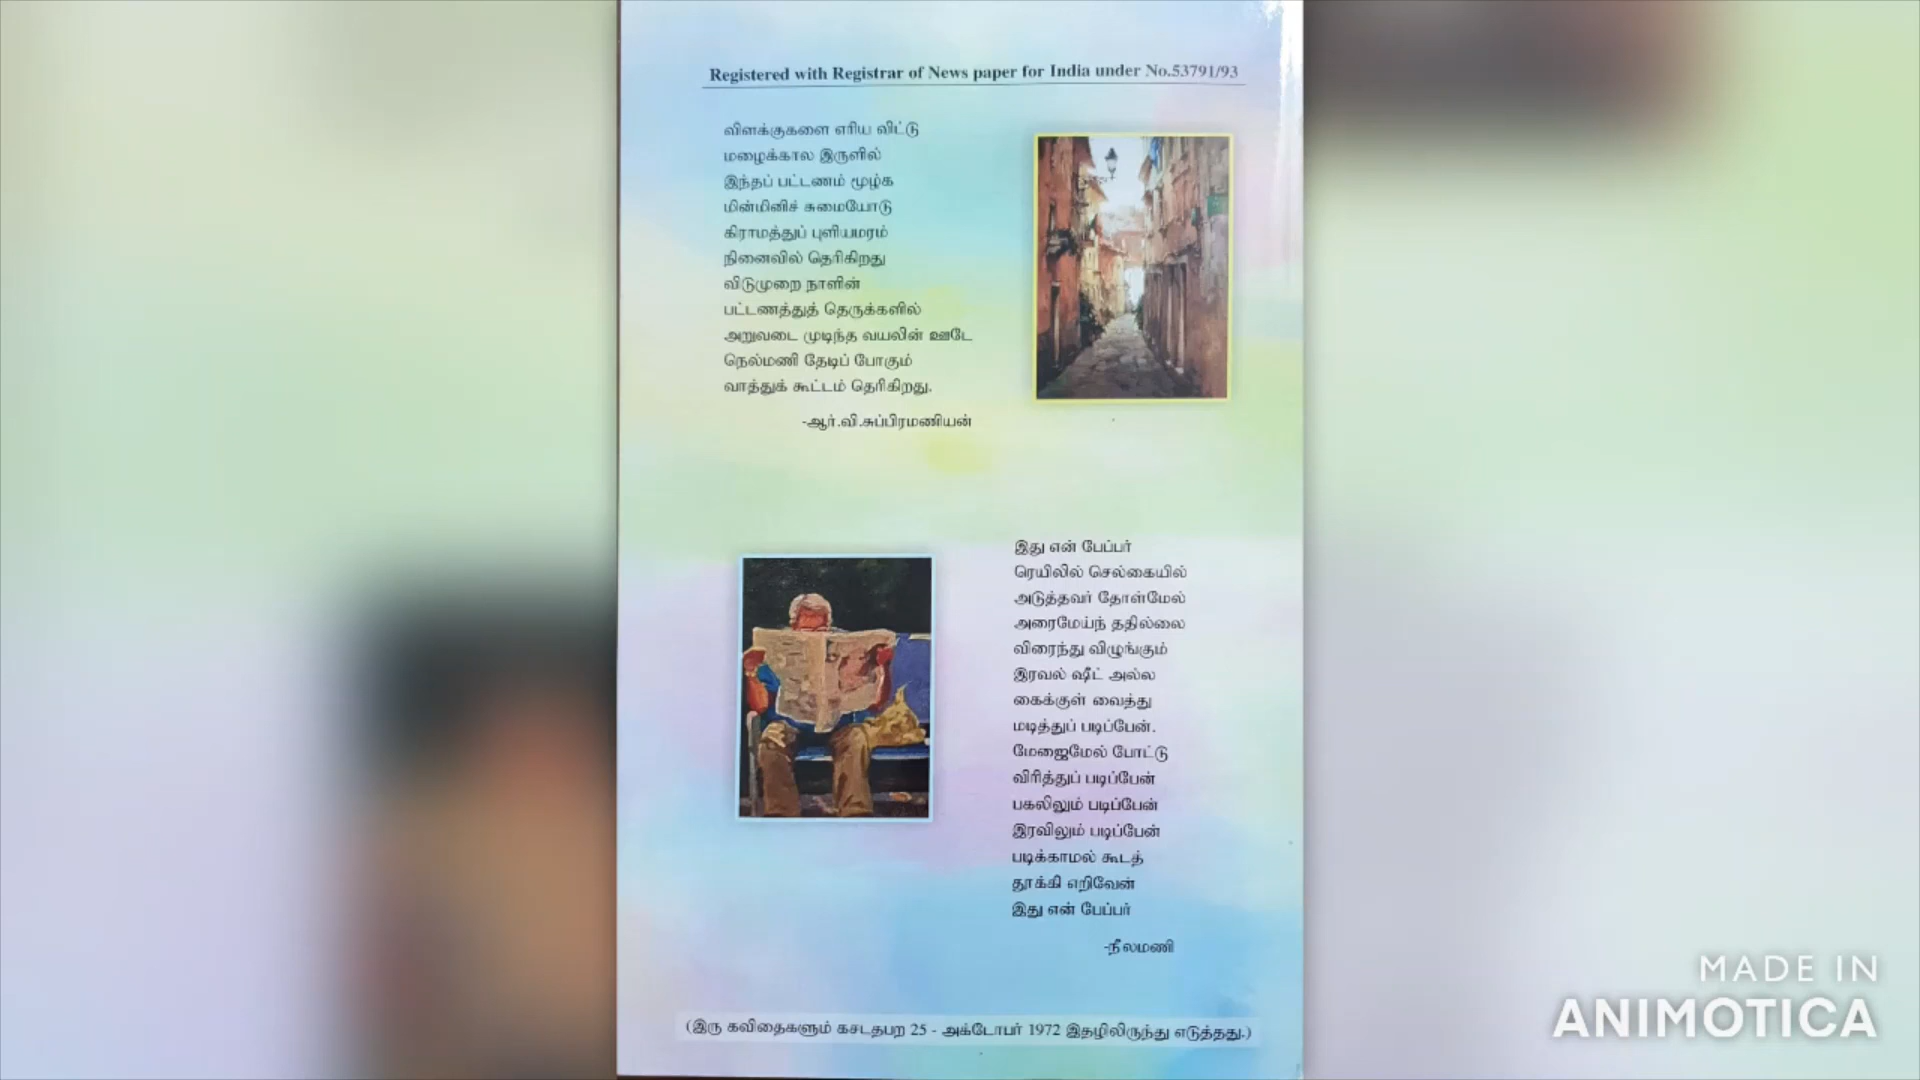 Registered with Registrar of News paper for India under No.53791/93
விளக்குகளை எரிய விட்டு
மழைக்கால இருளில்
இந்தப் பட்டணம் மூழ்க
மின்மினிச் சுமையோடு
கிராமத்துப் புளியமரம்
நினைவில் தெரிகிறது
விடுமுறை நாளின்
பட்டணத்துத் தெருக்களில்
அறுவடை முடிந்த வயலின் ஊடே
நெல்மணி தேடிப் போகும்
வாத்துக் கூட்டம் தெரிகிறது.
-ஆர்.வி.சுப்பிரமணியன்
இது என் பேப்பர்
ரெயிலில் செல்கையில்
அடுத்தவர் தோள்மேல்
அரைமேய்ந் ததில்லை
விரைந்து விழுங்கும்
இரவல் ஷீட் அல்ல
கைக்குள் வைத்து
மடித்துப் படிப்பேன்.
மேஜைமேல் போட்டு
விரித்துப் படிப்பேன்
பகலிலும் படிப்பேன்
இரவிலும் படிப்பேன்
படிக்காமல் கூடத்
தூக்கி எறிவேன்
இது என் பேப்பர்
-நீலமணி
(இரு கவிதைகளும் கசடதபற 25 - அக்டோபர் 1972 இதழிலிருந்து எடுத்தது.)
MADE IN
ANIMOTICA